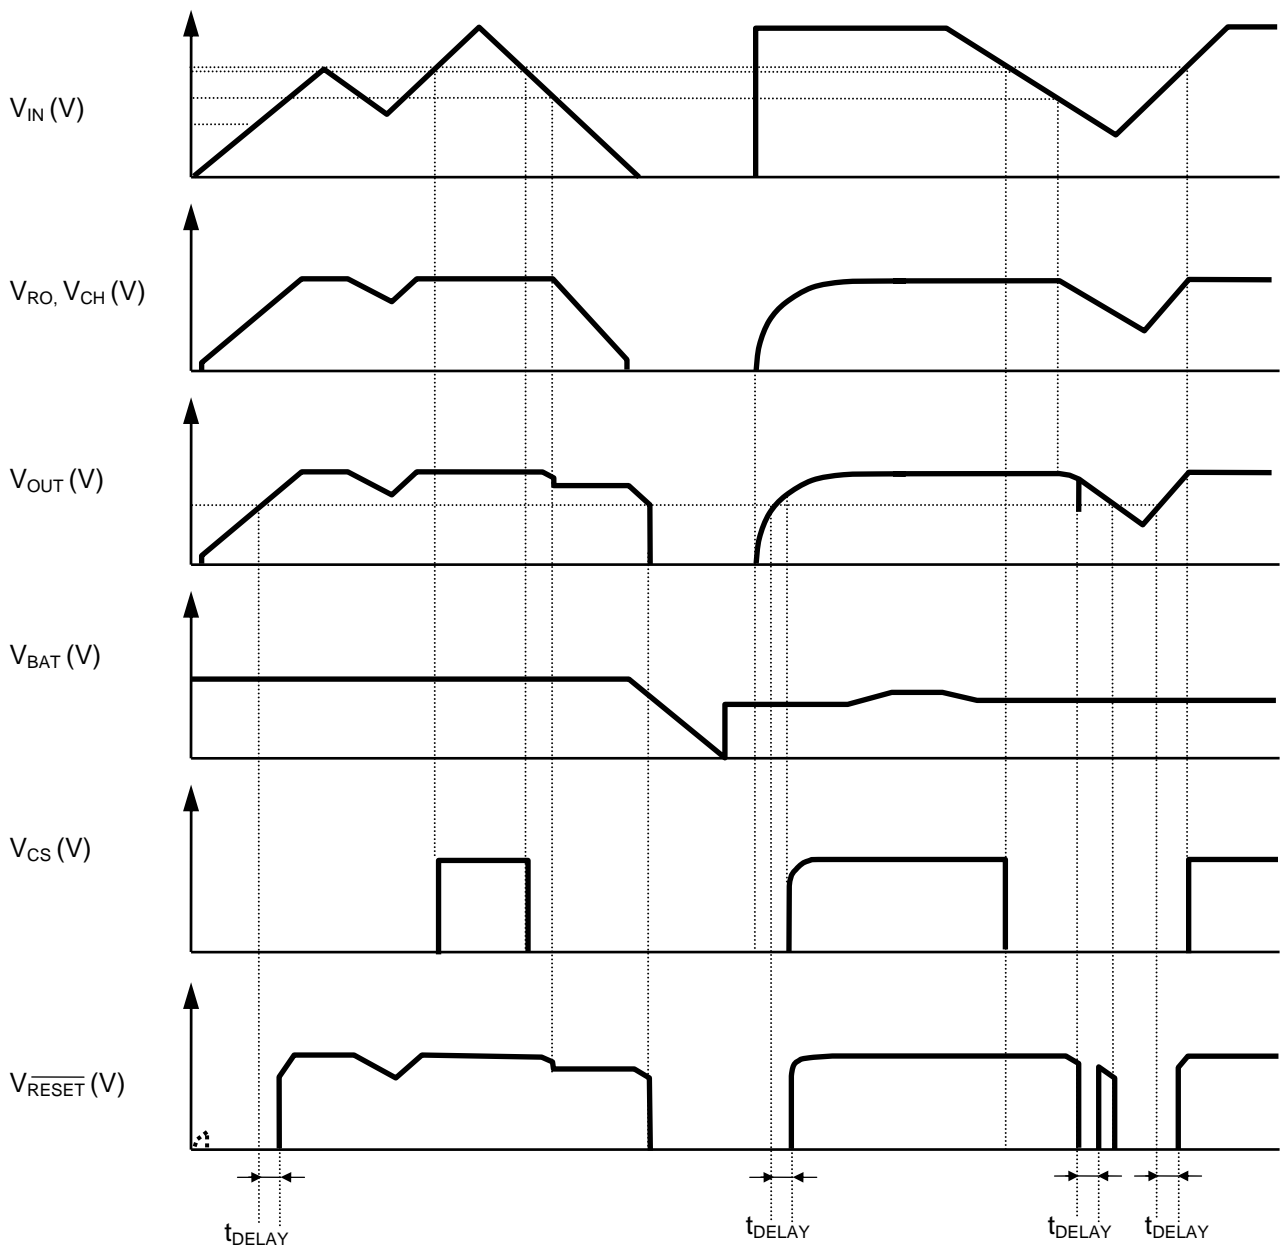 V_IN (V)
V_RO, V_CH (V)
V_OUT (V)
V_BAT (V)
V_CS (V)
V_RESET (V)
t_DELAY t_DELAY t_DELAY t_DELAY